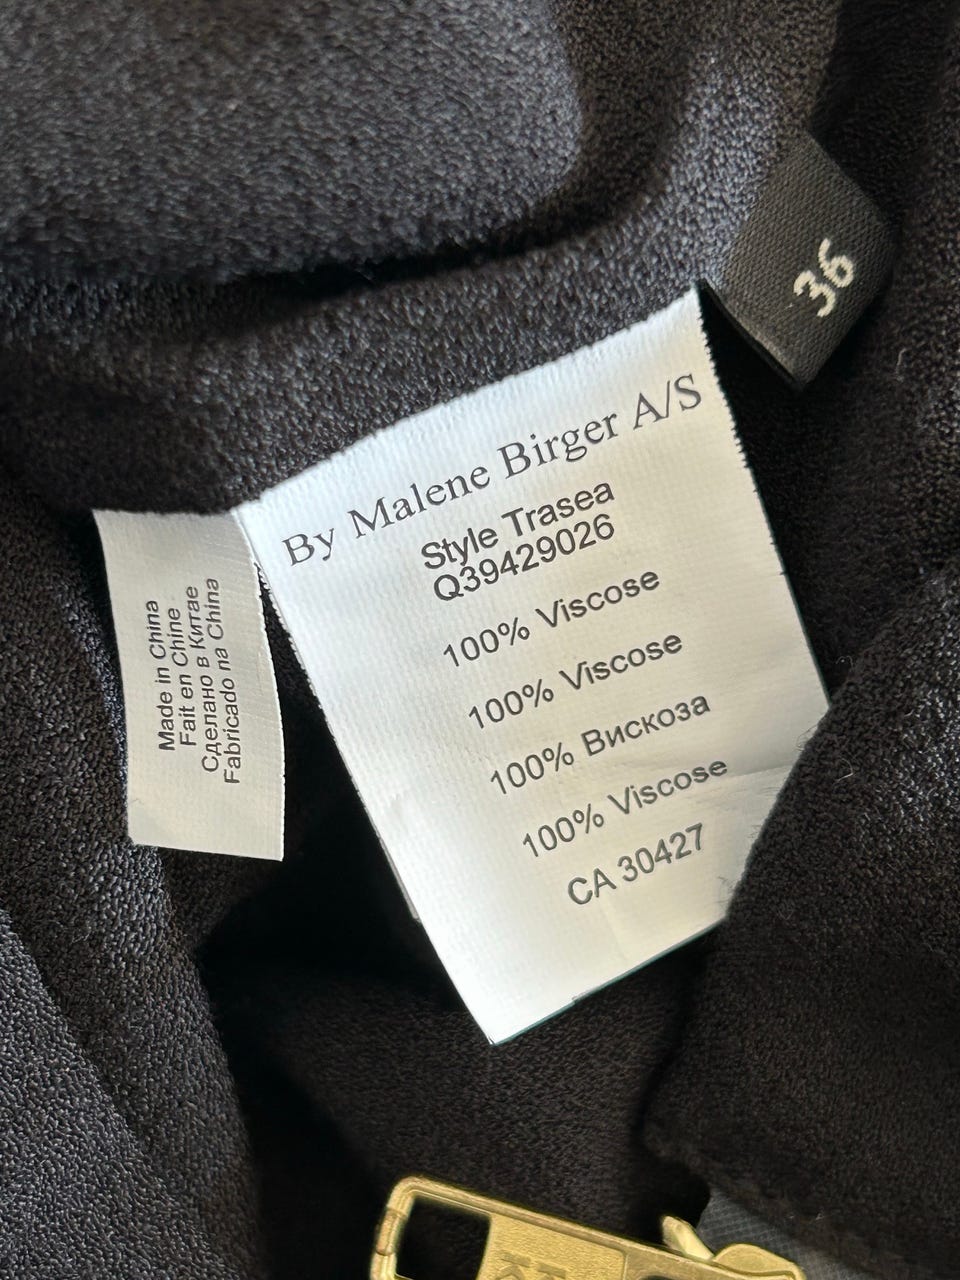 36
By Malene Birger A/S
Style Trasea
Q39429026
100% Viscose
100% Viscose
100% Вискоза
100% Viscose
CA 30427
Made in China
Fait en Chine
Сделано в Китае
Fabricado na China